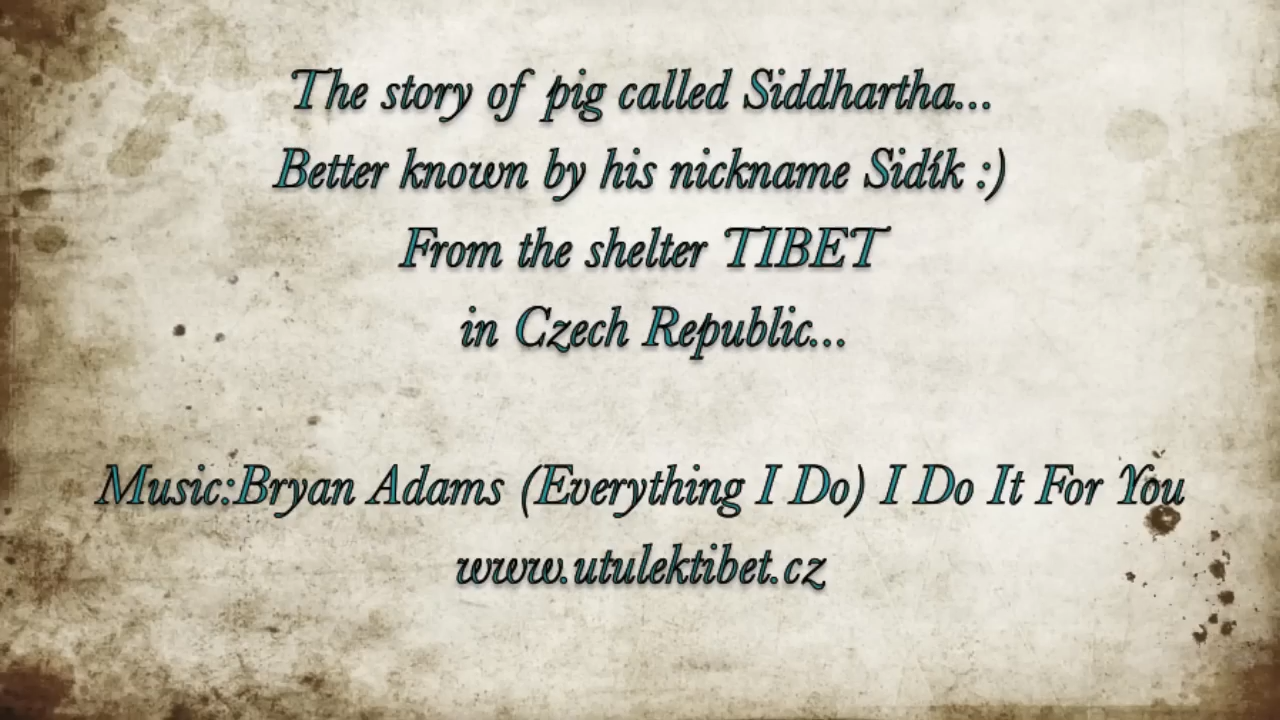 The story of pig called Siddhartha...
Better known by his nickname Sidík :)
From the shelter TIBET
in Czech Republic...
Music:Bryan Adams (Everything I Do) I Do It For You
www.utulektibet.cz